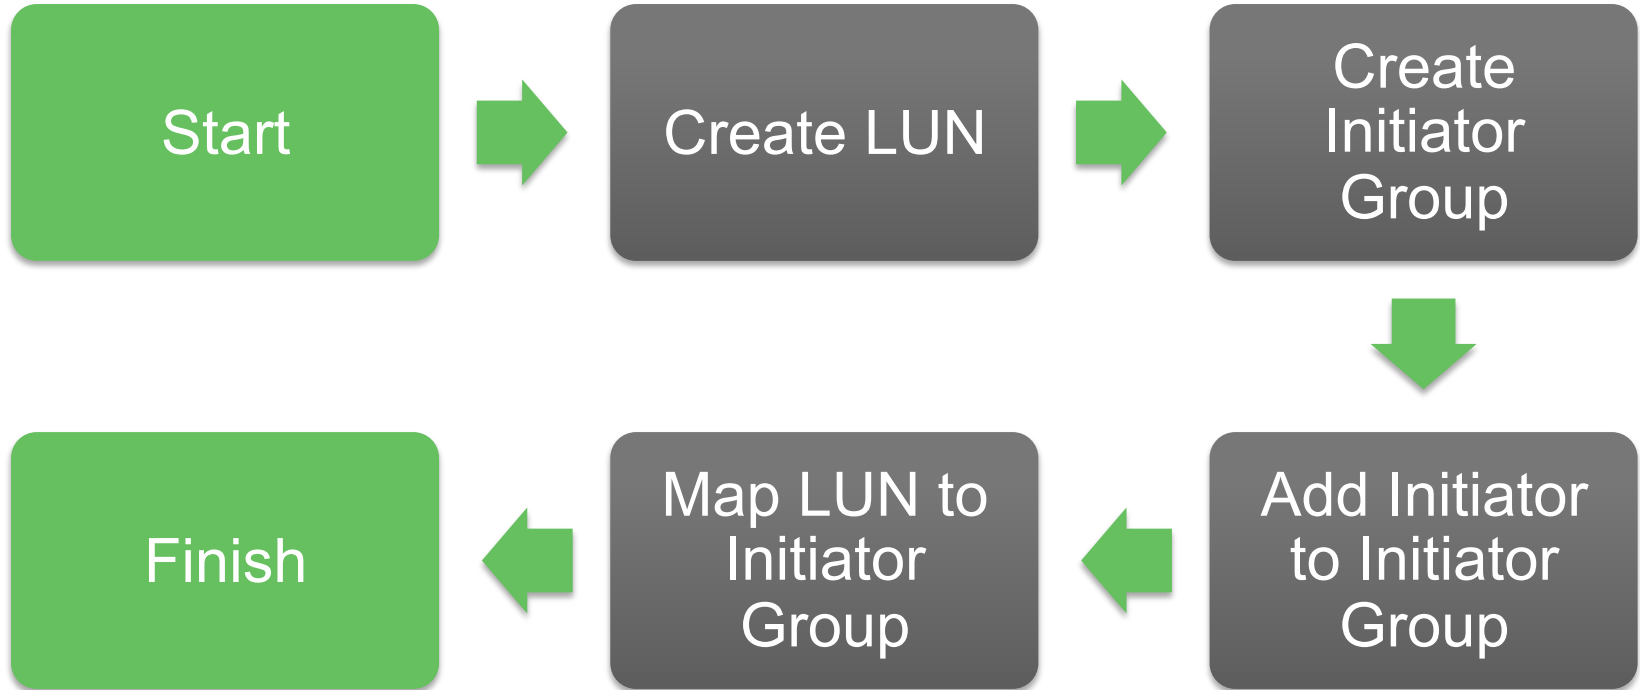 Start
Create LUN
Create
Initiator
Group
Add Initiator
to Initiator
Group
Map LUN to
Initiator
Group
Finish